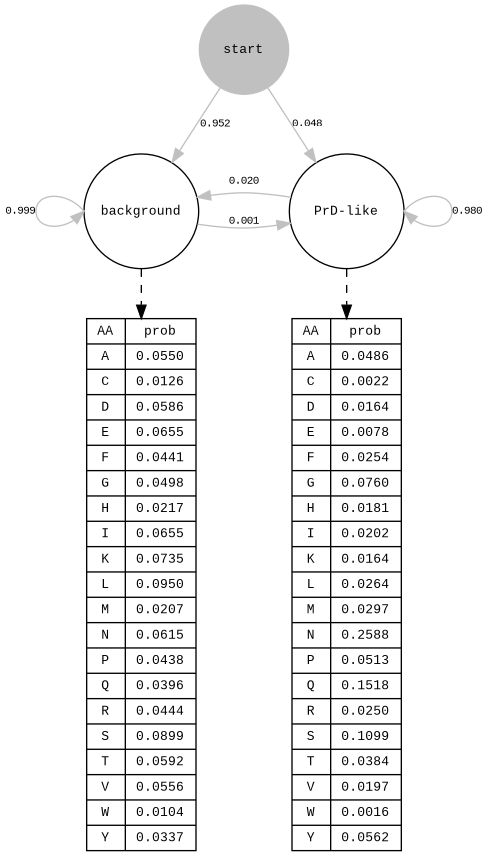 start
0.952
0.048
0.999
background
0.020
0.001
PrD-like
0.980
AA prob
A 0.0550
C 0.0126
D 0.0586
E 0.0655
F 0.0441
G 0.0498
H 0.0217
I 0.0655
K 0.0735
L 0.0950
M 0.0207
N 0.0615
P 0.0438
Q 0.0396
R 0.0444
S 0.0899
T 0.0592
V 0.0556
W 0.0104
Y 0.0337
AA prob
A 0.0486
C 0.0022
D 0.0164
E 0.0078
F 0.0254
G 0.0760
H 0.0181
I 0.0202
K 0.0164
L 0.0264
M 0.0297
N 0.2588
P 0.0513
Q 0.1518
R 0.0250
S 0.1099
T 0.0384
V 0.0197
W 0.0016
Y 0.0562